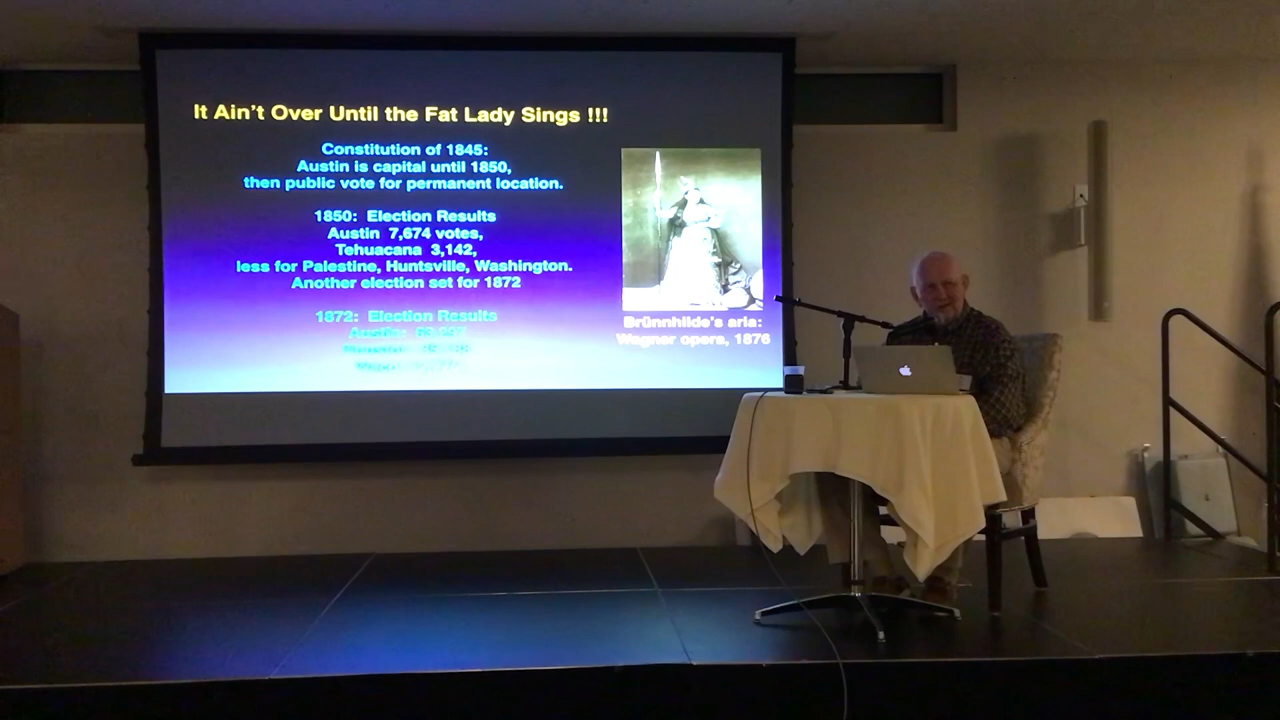 It Ain't Over Until the Fat Lady Sings !!!
Constitution of 1845:
Austin is capital until 1850,
then public vote for permanent location.
1850: Election Results
Austin 7,674 votes,
Tehuacana 3,142,
less for Palestine, Huntsville, Washington.
Another election set for 1872
1872: Election Results
Austin:
Brünnhilde's aria:
Wagner opera, 1876